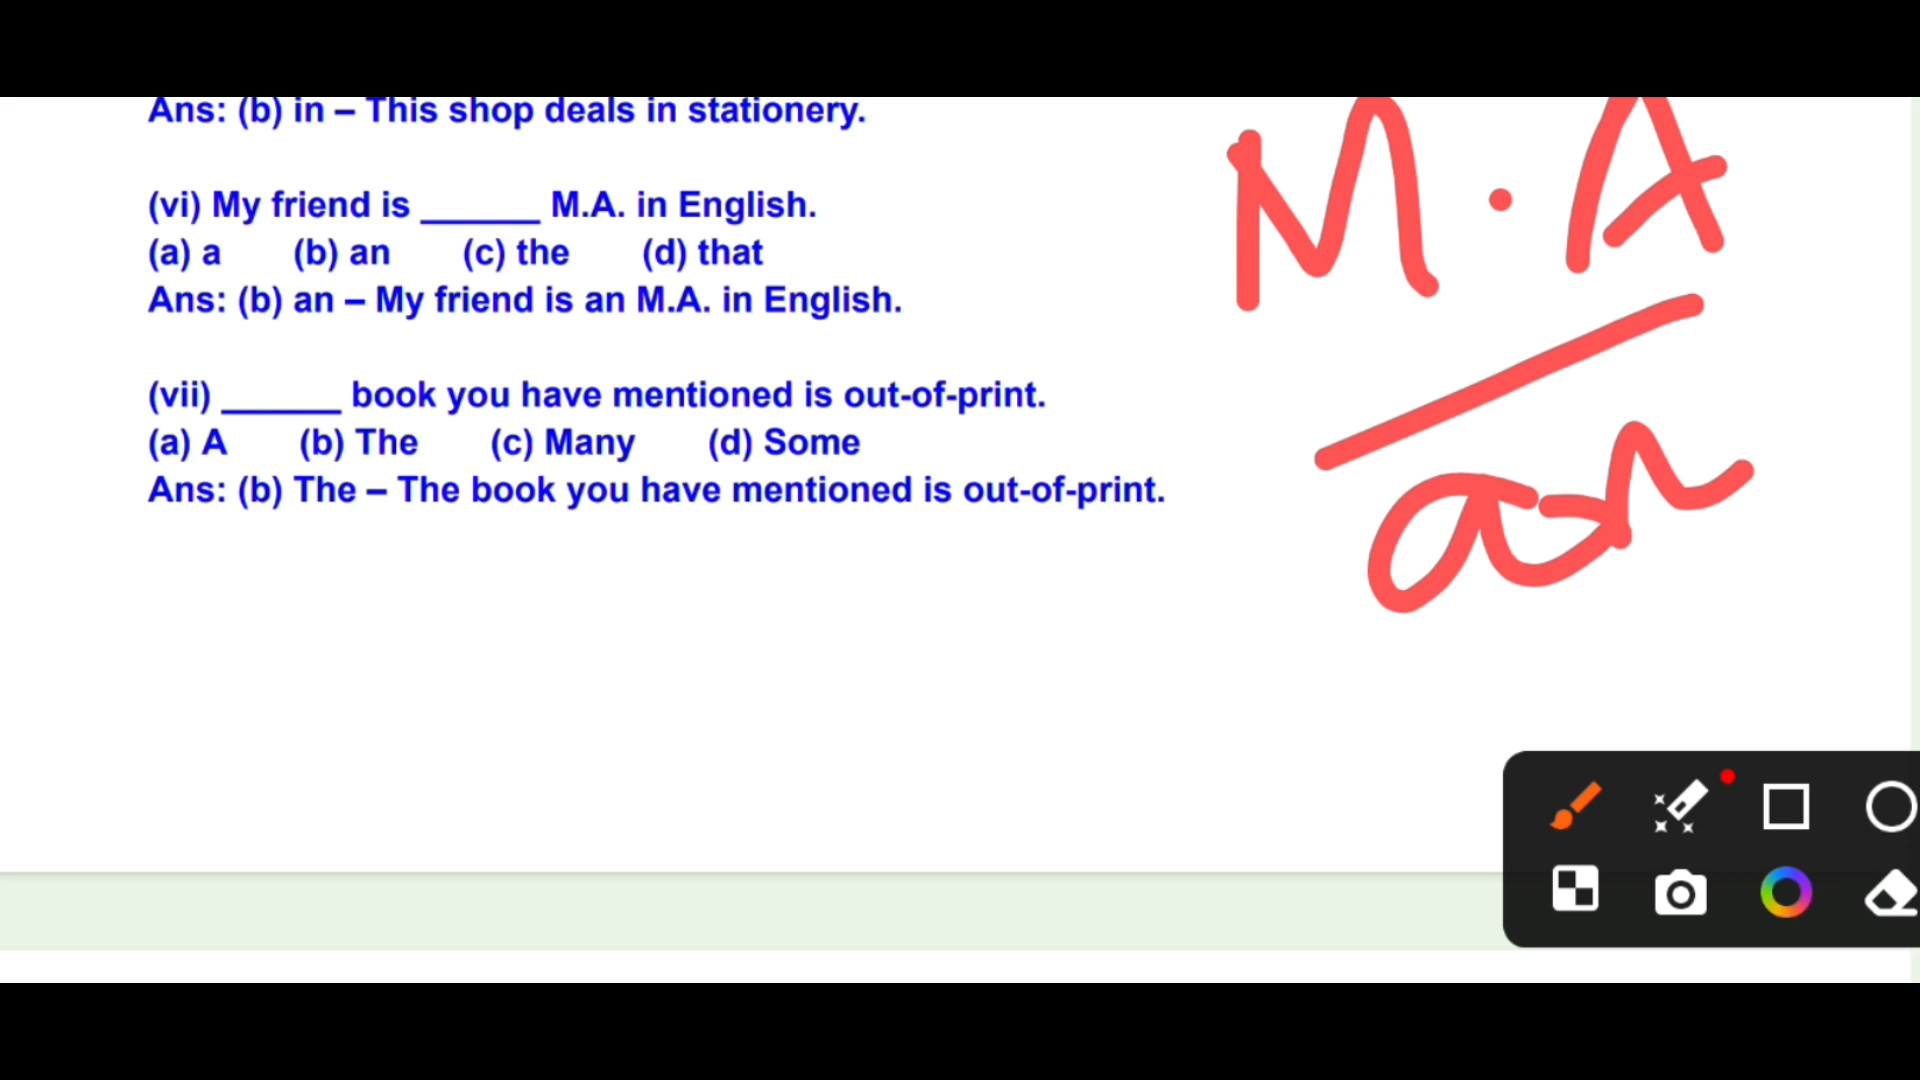 Ans: (b) in – This shop deals in stationery.
(vi) My friend is ______ M.A. in English.
(a) a (b) an (c) the (d) that
Ans: (b) an – My friend is an M.A. in English.
(vii) ______ book you have mentioned is out-of-print.
(a) A (b) The (c) Many (d) Some
Ans: (b) The – The book you have mentioned is out-of-print.
M.A
an